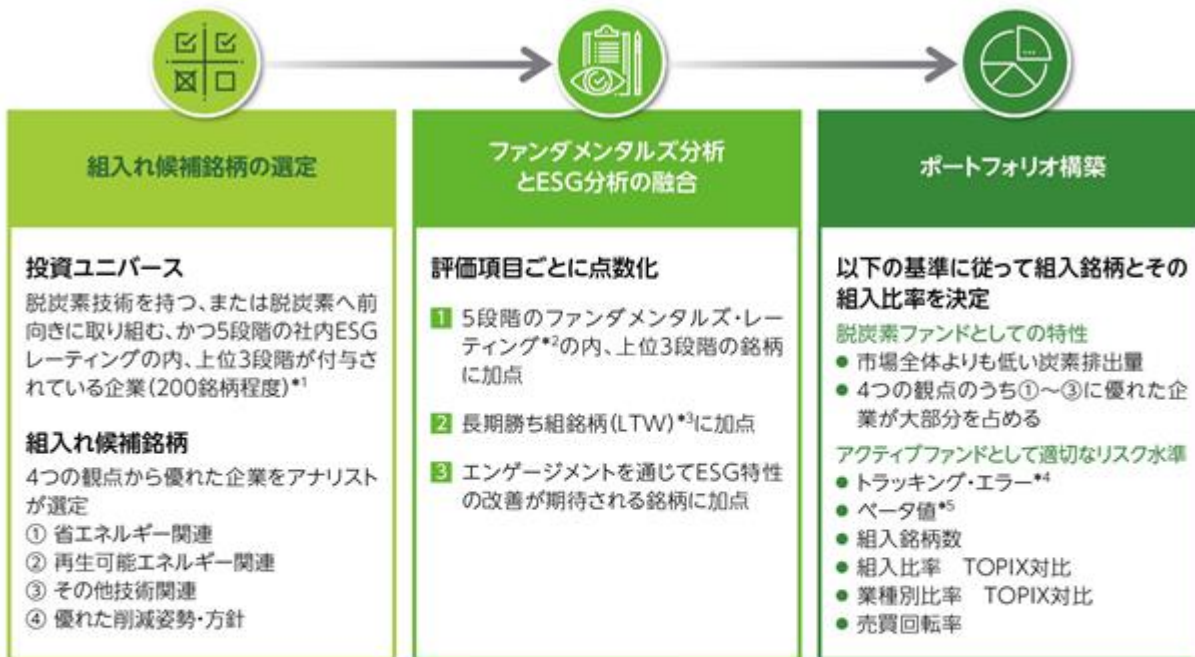 組入れ候補銘柄の選定
投資ユニバース
脱炭素技術を持つ、または脱炭素へ前
向きに取り組む、かつ5段階の社内ESG
レーティングの内、上位3段階が付与さ
れている企業(200銘柄程度)*1
組入れ候補銘柄
4つの観点から優れた企業をアナリスト
が選定
① 省エネルギー関連
② 再生可能エネルギー関連
③ その他技術関連
④ 優れた削減姿勢・方針
ファンダメンタルズ分析
とESG分析の融合
評価項目ごとに点数化
1 5段階のファンダメンタルズ・レー
ティング*2の内、上位3段階の銘柄
に加点
2 長期勝ち組銘柄(LTW)*3に加点
3 エンゲージメントを通じてESG特性
の改善が期待される銘柄に加点
ポートフォリオ構築
以下の基準に従って組入銘柄とその
組入比率を決定
脱炭素ファンドとしての特性
● 市場全体よりも低い炭素排出量
● 4つの観点のうち①〜③に優れた企
業が大部分を占める
アクティブファンドとして適切なリスク水準
● トラッキング・エラー*4
● ベータ値*5
● 組入銘柄数
● 組入比率 TOPIX対比
● 業種別比率 TOPIX対比
● 売買回転率